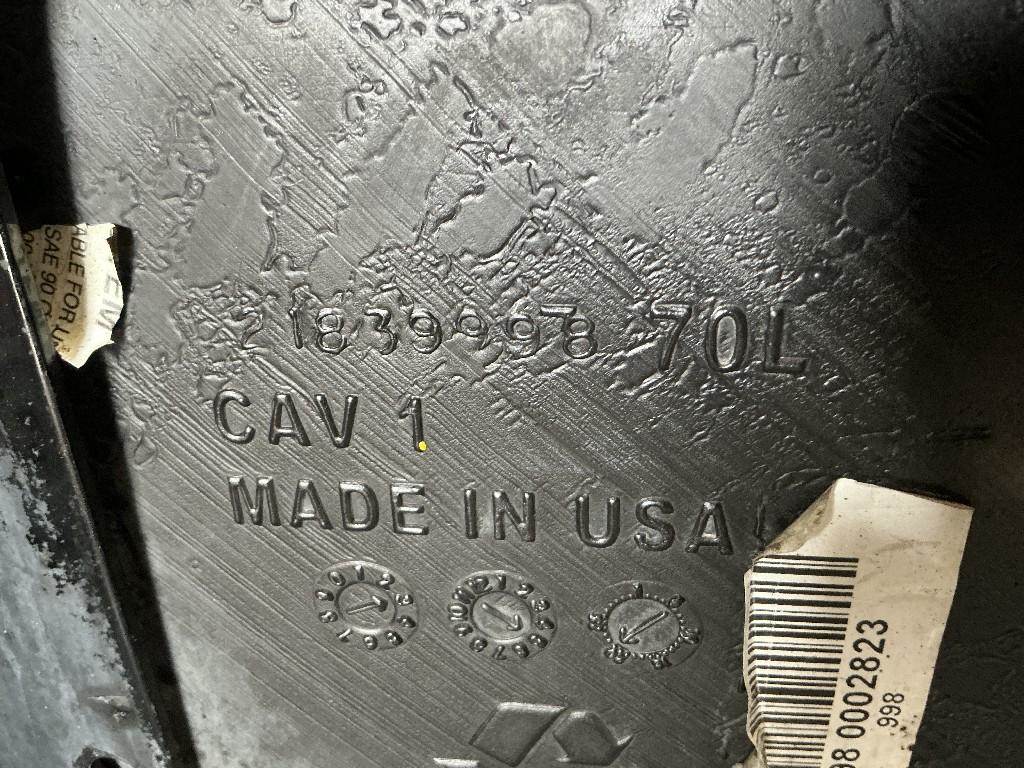 21839998 70L
CAV 1
MADE IN USA
98 0002823
998
ABLE FOR U
SAE 90